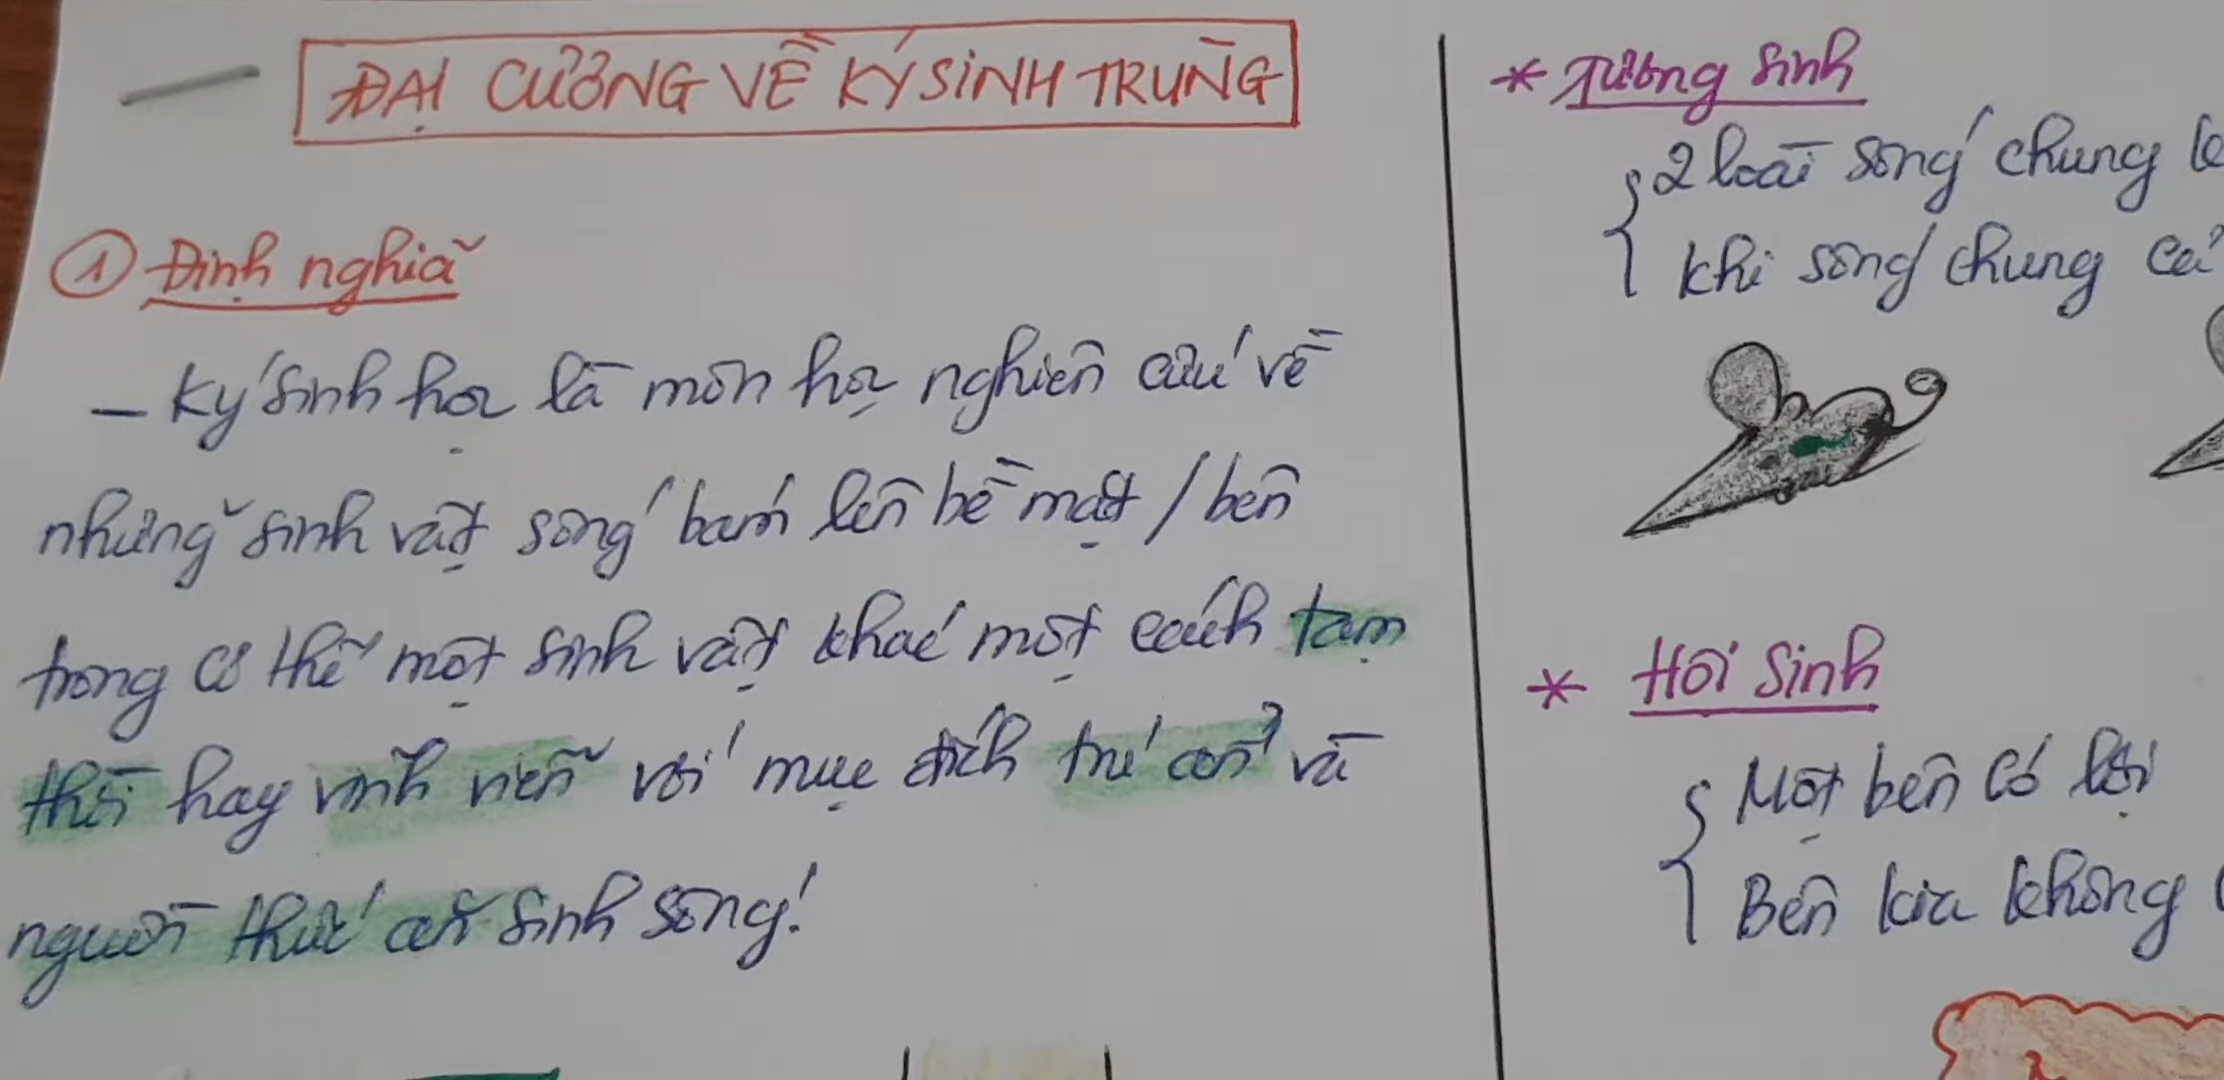 ĐẠI CƯƠNG VỀ KÝ SINH TRÙNG
① Định nghĩa
– Ký sinh học là môn học nghiên cứu về
những sinh vật sống bám lên bề mặt / bên
trong cơ thể một sinh vật khác một cách tạm
thời hay vĩnh viễn với mục đích trú ẩn và
nguồn thức ăn sinh sống!
* Tương sinh
2 loài sống chung
khi sống chung cả
* Hội Sinh
Một bên có lợi
Bên kia không